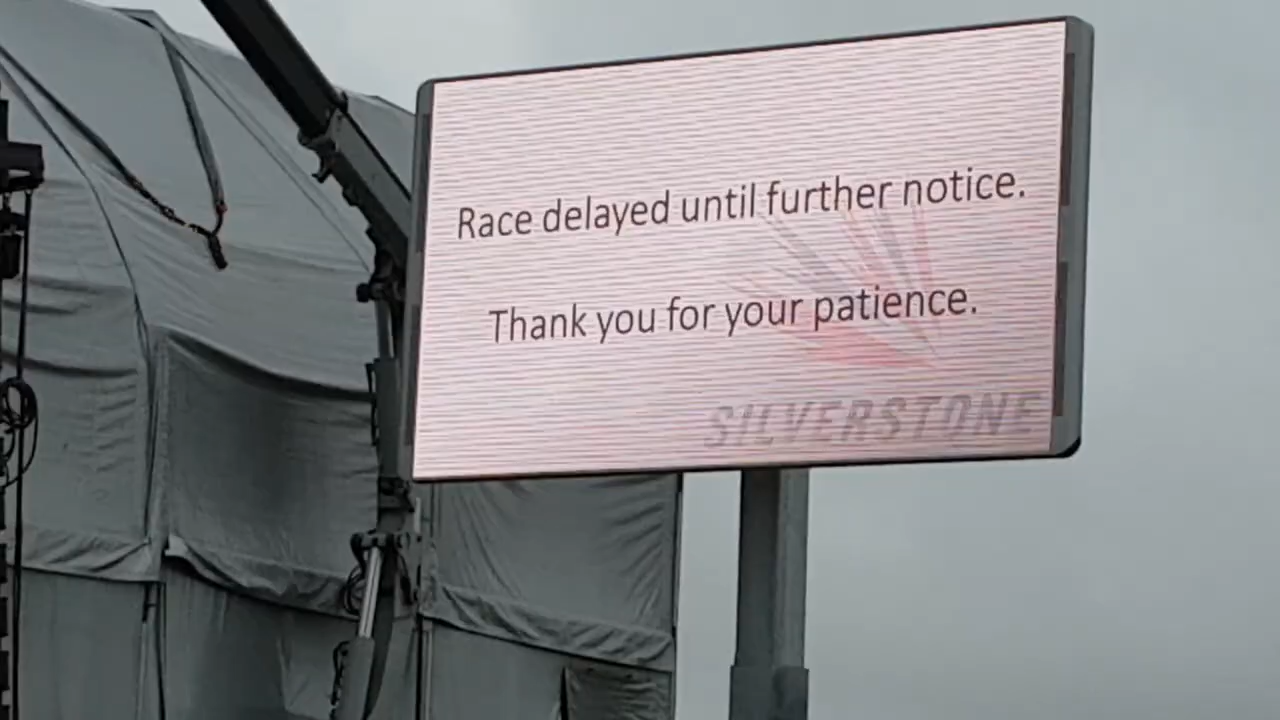 Race delayed until further notice.
Thank you for your patience.
SILVERSTONE